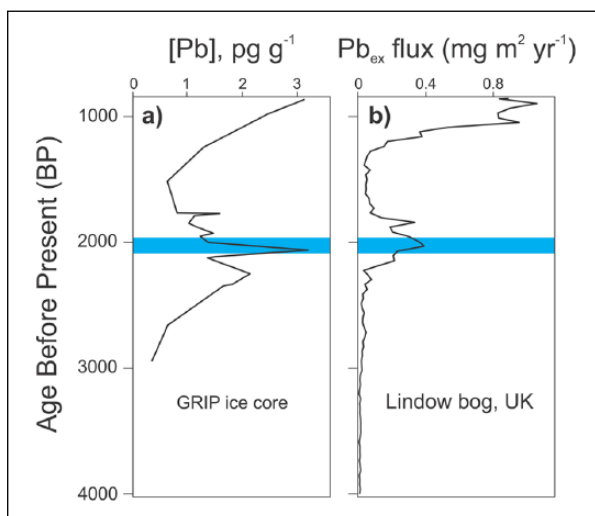 [Pb], pg g⁻¹
Pbₑₓ flux (mg m² yr⁻¹)
0 1 2 3
0 0.4 0.8
a)
b)
Age Before Present (BP)
1000
2000
3000
4000
GRIP ice core
Lindow bog, UK